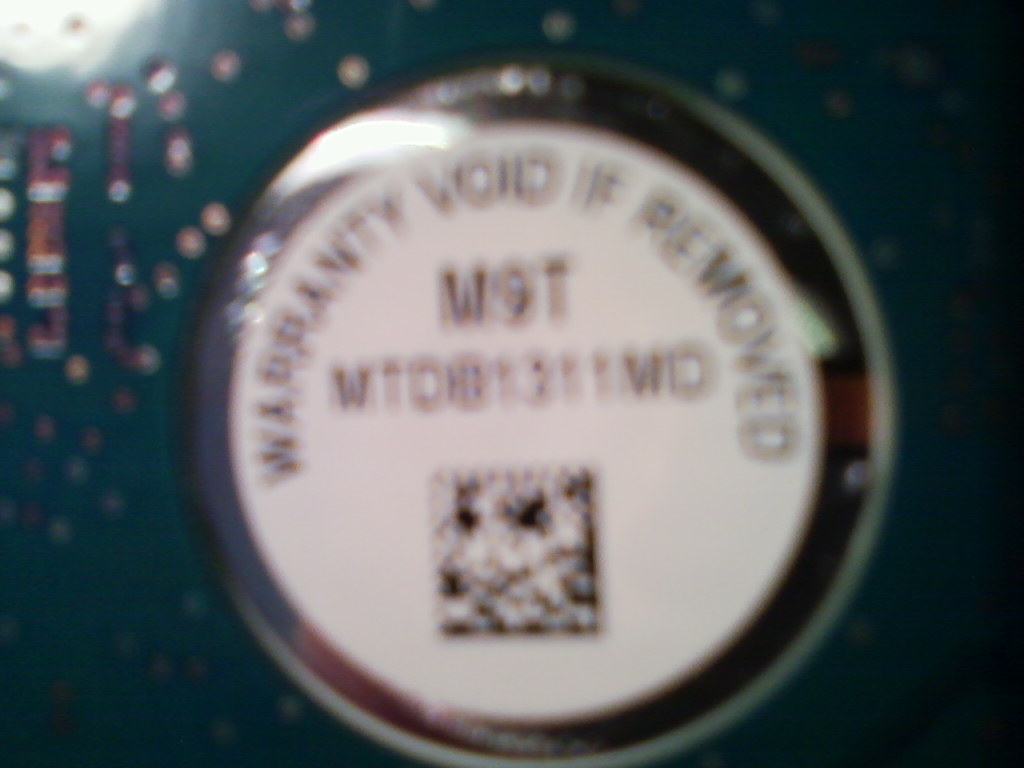 WARRANTY VOID IF REMOVED
M9T
MTDB1311MD